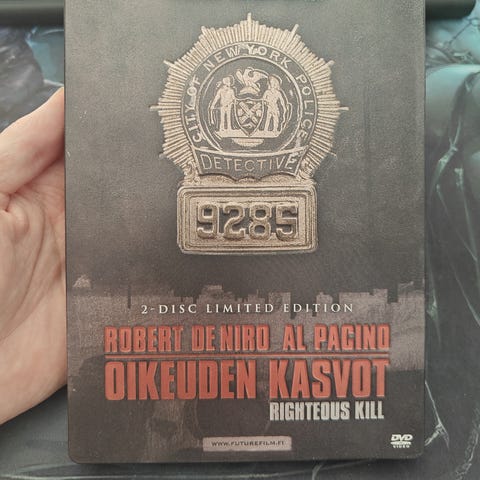 CITY OF NEW YORK POLICE
DETECTIVE
9285
2-DISC LIMITED EDITION
ROBERT DE NIRO AL PACINO
OIKEUDEN KASVOT
RIGHTEOUS KILL
WWW.FUTUREFILM.FI
DVD
VIDEO